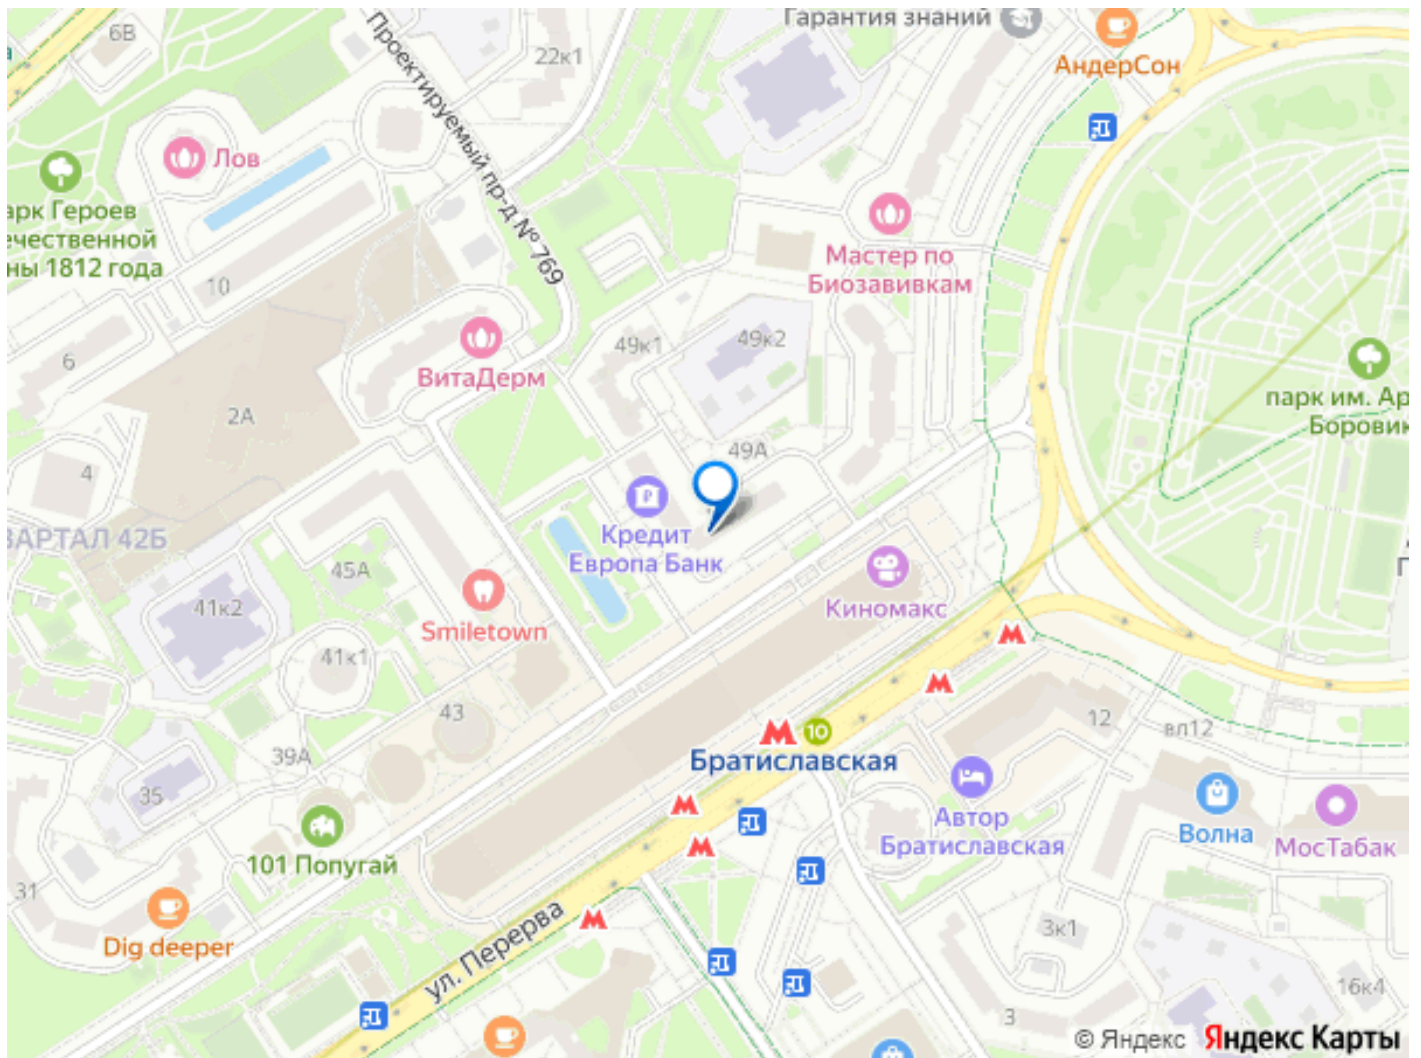 6В
Гарантия знаний
АндерСон
22к1
Проектируемый пр-д № 769
Лов
арк Героев
ечественной
ны 1812 года
10
Мастер по
Биозавивкам
6
ВитаДерм
49к1
49к2
парк им. Ар
Боровик
2А
4
49А
Кредит
Европа Банк
ВАРТАЛ 42Б
45А
41к2
Smiletown
Киномакс
41к1
43
10
Братиславская
12
вл12
39А
35
Автор
Братиславская
Волна
МосТабак
101 Попугай
31
Dig deeper
ул. Перерва
3к1
16к4
3
© Яндекс Яндекс Карты